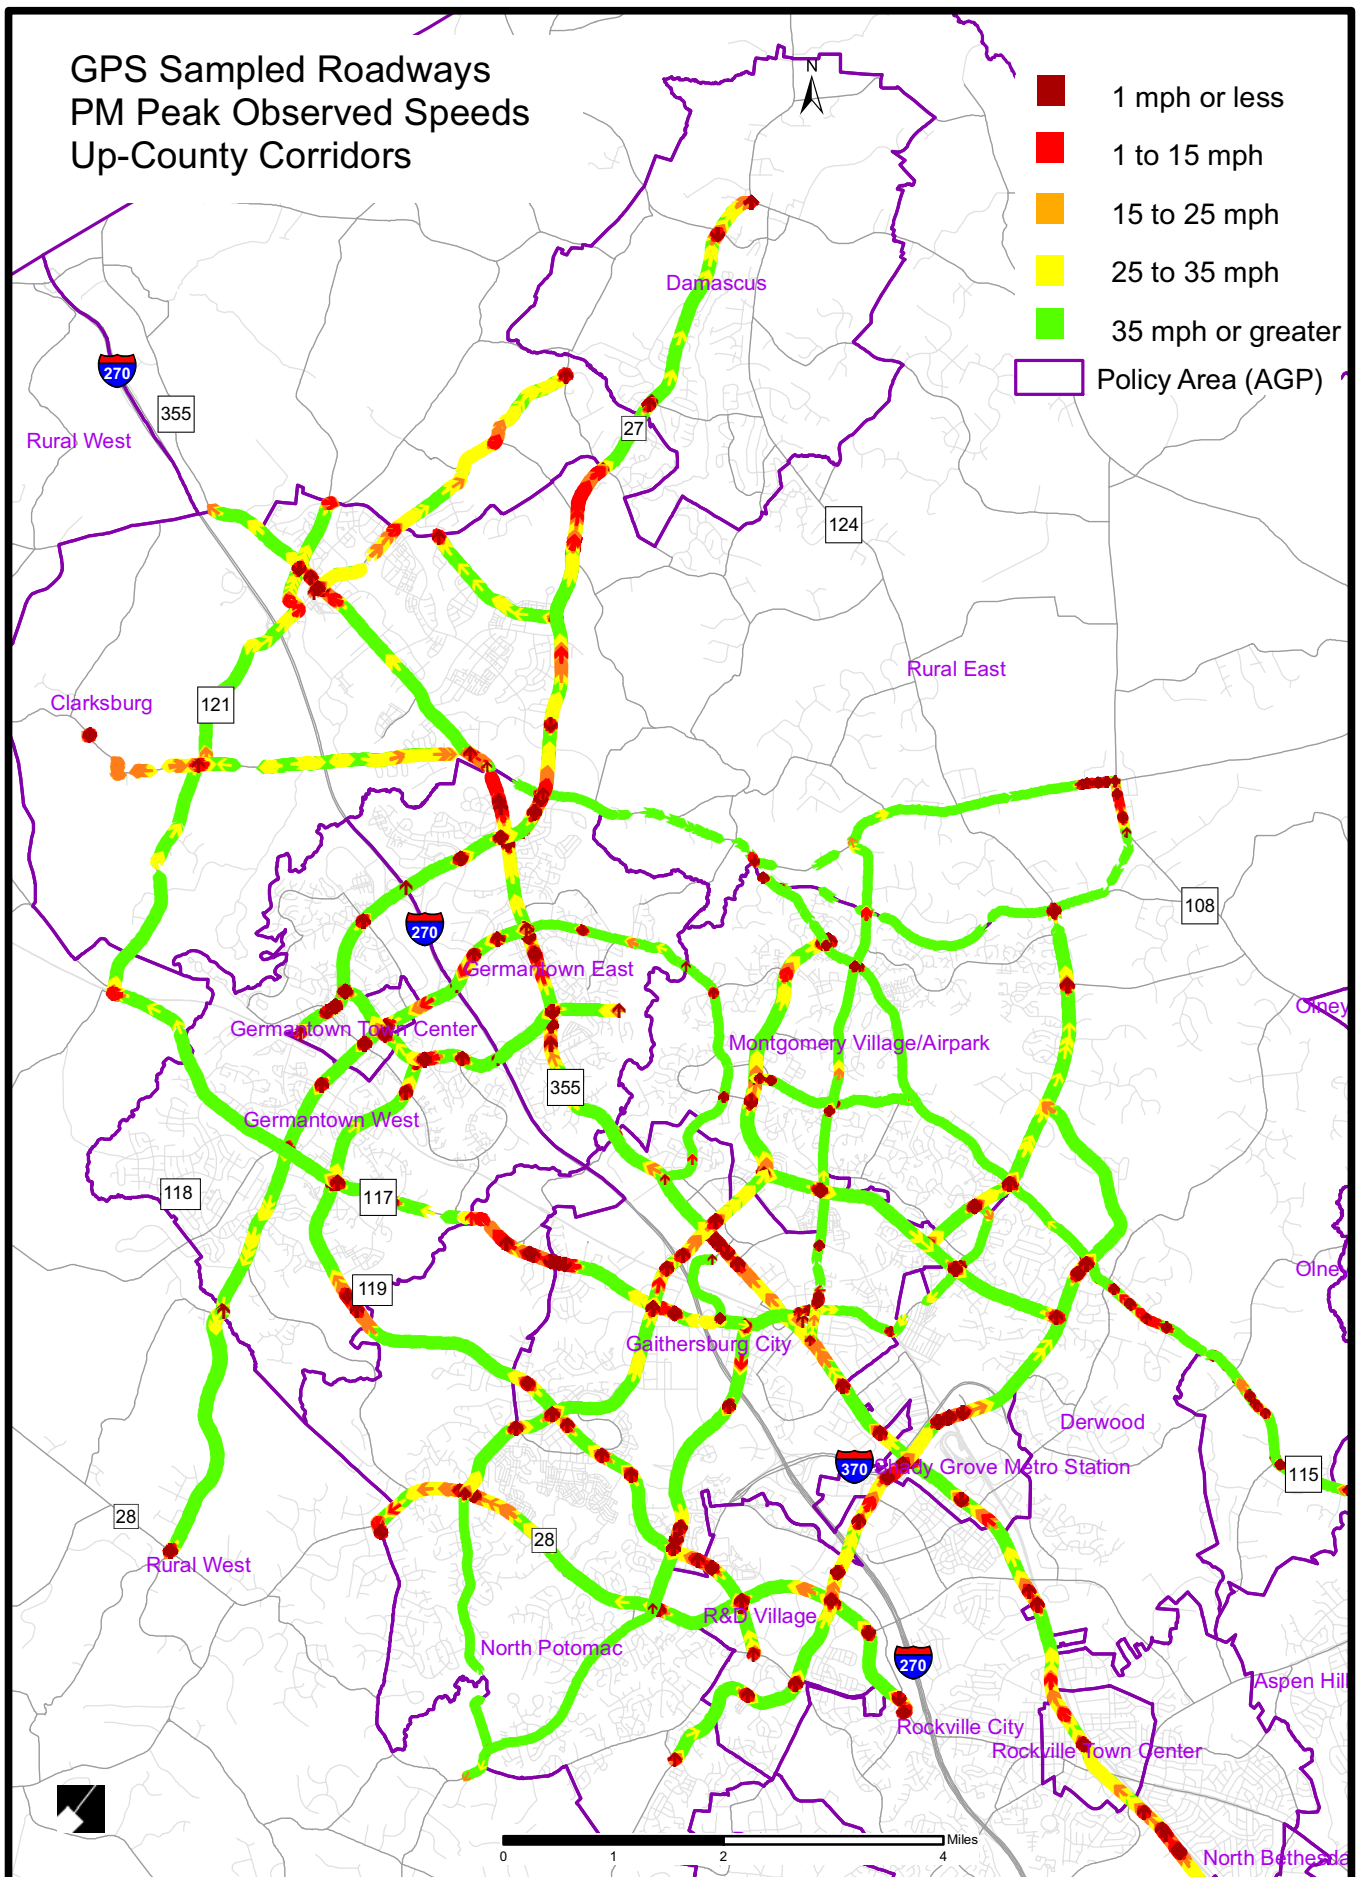 GPS Sampled Roadways
PM Peak Observed Speeds
Up-County Corridors
N
1 mph or less
1 to 15 mph
15 to 25 mph
25 to 35 mph
35 mph or greater
Policy Area (AGP)
Damascus
270
355
Rural West
27
124
Rural East
Clarksburg
121
108
270
Germantown East
Olney
Germantown Town Center
Montgomery Village/Airpark
355
Germantown West
118
117
Olne
119
Gaithersburg City
Derwood
370
Shady Grove Metro Station
115
28
28
Rural West
R&D Village
North Potomac
270
Aspen Hill
Rockville City
Rockville Town Center
Miles
0 1 2 4
North Bethesda